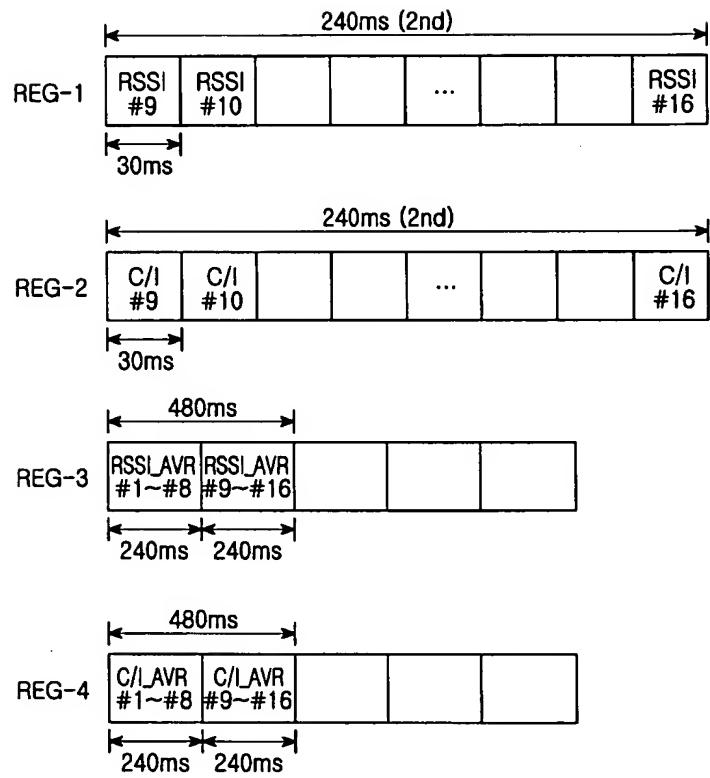 240ms (2nd)
REG-1
RSSI
#9
RSSI
#10
...
RSSI
#16
30ms
240ms (2nd)
REG-2
C/I
#9
C/I
#10
...
C/I
#16
30ms
480ms
REG-3
RSSI_AVR
#1~#8
RSSI_AVR
#9~#16
240ms
240ms
480ms
REG-4
C/I_AVR
#1~#8
C/I_AVR
#9~#16
240ms
240ms